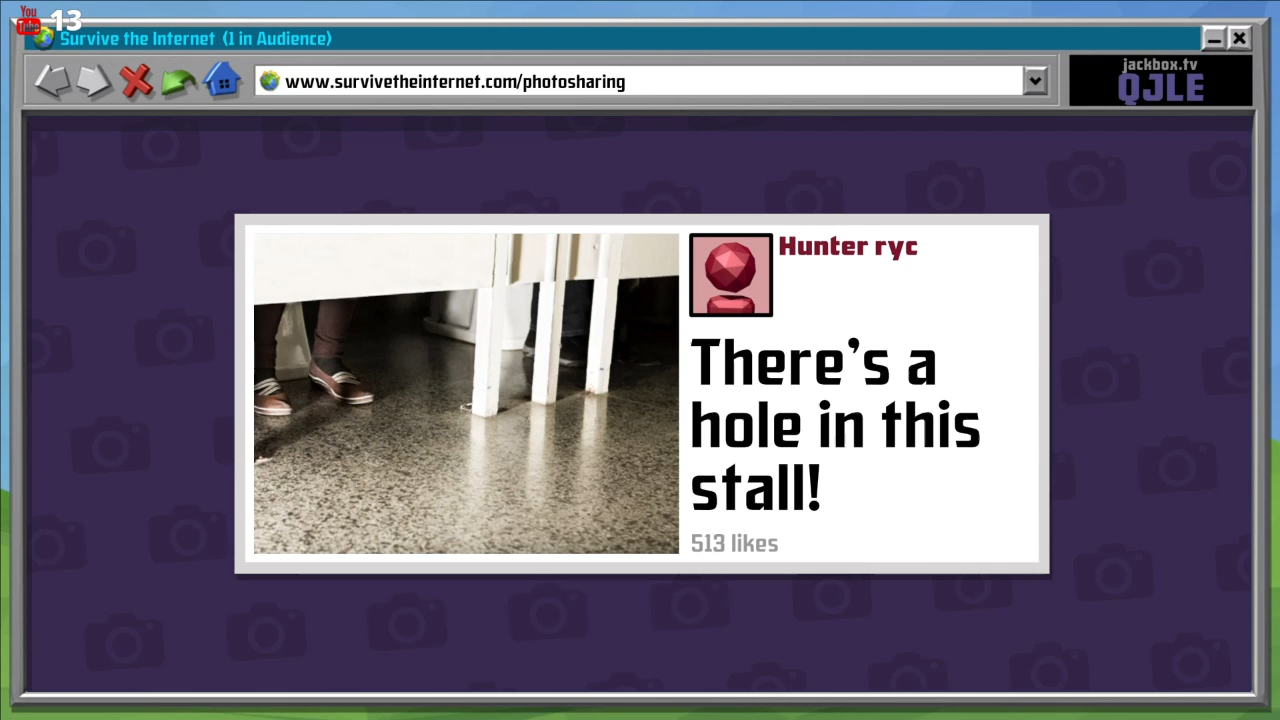 You
Tube 13
Survive the Internet (1 in Audience)
www.survivetheinternet.com/photosharing
jackbox.tv
QJLE
Hunter ryc
There's a
hole in this
stall!
513 likes